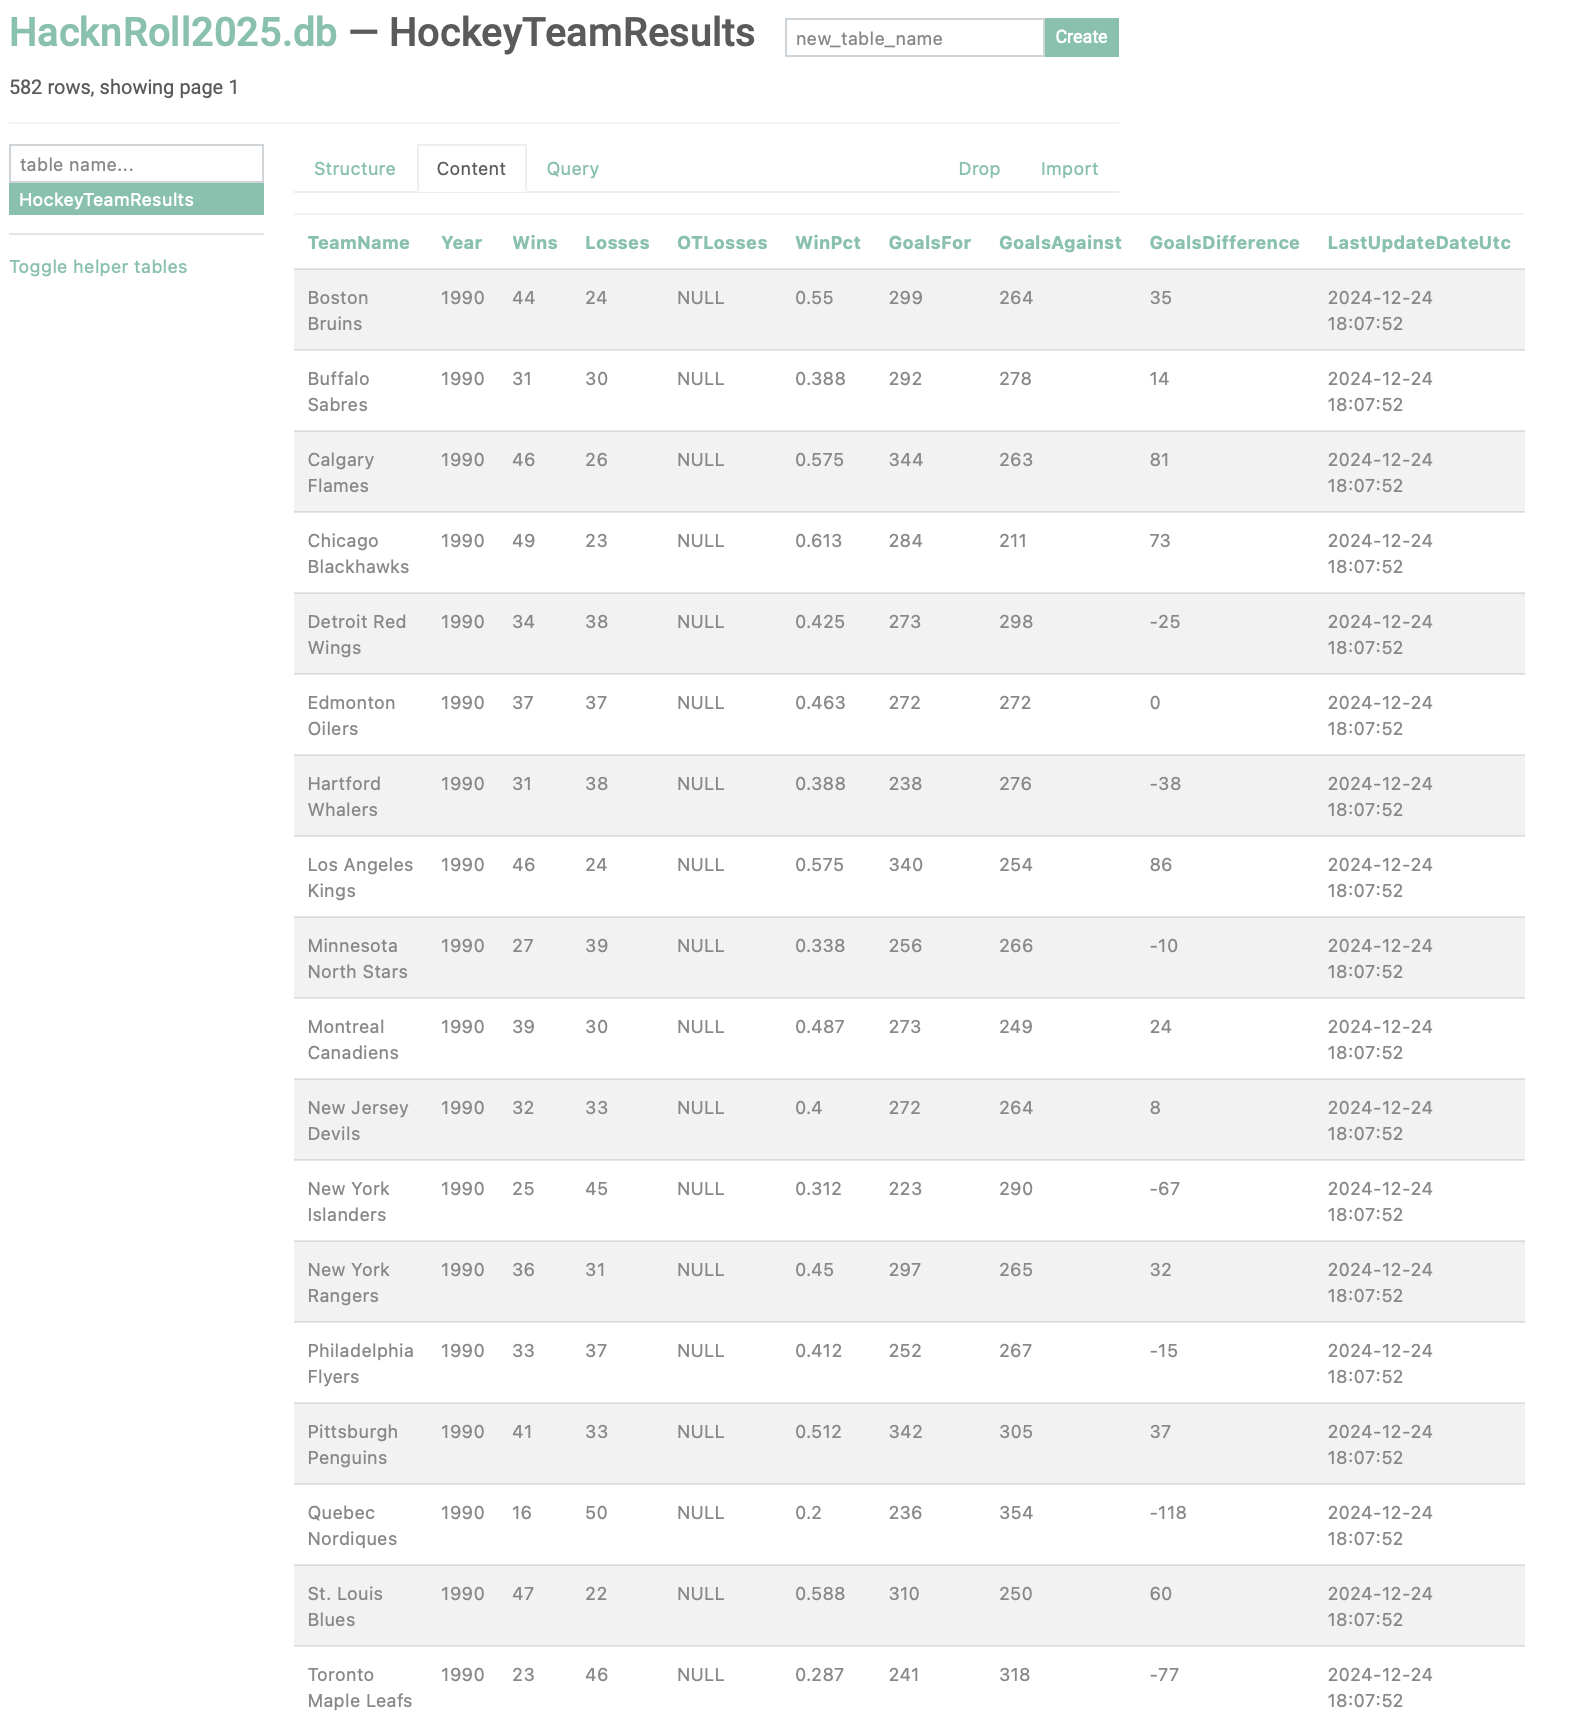 HacknRoll2025.db — HockeyTeamResults new_table_name Create
582 rows, showing page 1
table name...
HockeyTeamResults
Toggle helper tables
Structure Content Query Drop Import
TeamName Year Wins Losses OTLosses WinPct GoalsFor GoalsAgainst GoalsDifference LastUpdateDateUtc
Boston 1990 44 24 NULL 0.55 299 264 35 2024-12-24
Bruins 18:07:52
Buffalo 1990 31 30 NULL 0.388 292 278 14 2024-12-24
Sabres 18:07:52
Calgary 1990 46 26 NULL 0.575 344 263 81 2024-12-24
Flames 18:07:52
Chicago 1990 49 23 NULL 0.613 284 211 73 2024-12-24
Blackhawks 18:07:52
Detroit Red 1990 34 38 NULL 0.425 273 298 -25 2024-12-24
Wings 18:07:52
Edmonton 1990 37 37 NULL 0.463 272 272 0 2024-12-24
Oilers 18:07:52
Hartford 1990 31 38 NULL 0.388 238 276 -38 2024-12-24
Whalers 18:07:52
Los Angeles 1990 46 24 NULL 0.575 340 254 86 2024-12-24
Kings 18:07:52
Minnesota 1990 27 39 NULL 0.338 256 266 -10 2024-12-24
North Stars 18:07:52
Montreal 1990 39 30 NULL 0.487 273 249 24 2024-12-24
Canadiens 18:07:52
New Jersey 1990 32 33 NULL 0.4 272 264 8 2024-12-24
Devils 18:07:52
New York 1990 25 45 NULL 0.312 223 290 -67 2024-12-24
Islanders 18:07:52
New York 1990 36 31 NULL 0.45 297 265 32 2024-12-24
Rangers 18:07:52
Philadelphia 1990 33 37 NULL 0.412 252 267 -15 2024-12-24
Flyers 18:07:52
Pittsburgh 1990 41 33 NULL 0.512 342 305 37 2024-12-24
Penguins 18:07:52
Quebec 1990 16 50 NULL 0.2 236 354 -118 2024-12-24
Nordiques 18:07:52
St. Louis 1990 47 22 NULL 0.588 310 250 60 2024-12-24
Blues 18:07:52
Toronto 1990 23 46 NULL 0.287 241 318 -77 2024-12-24
Maple Leafs 18:07:52